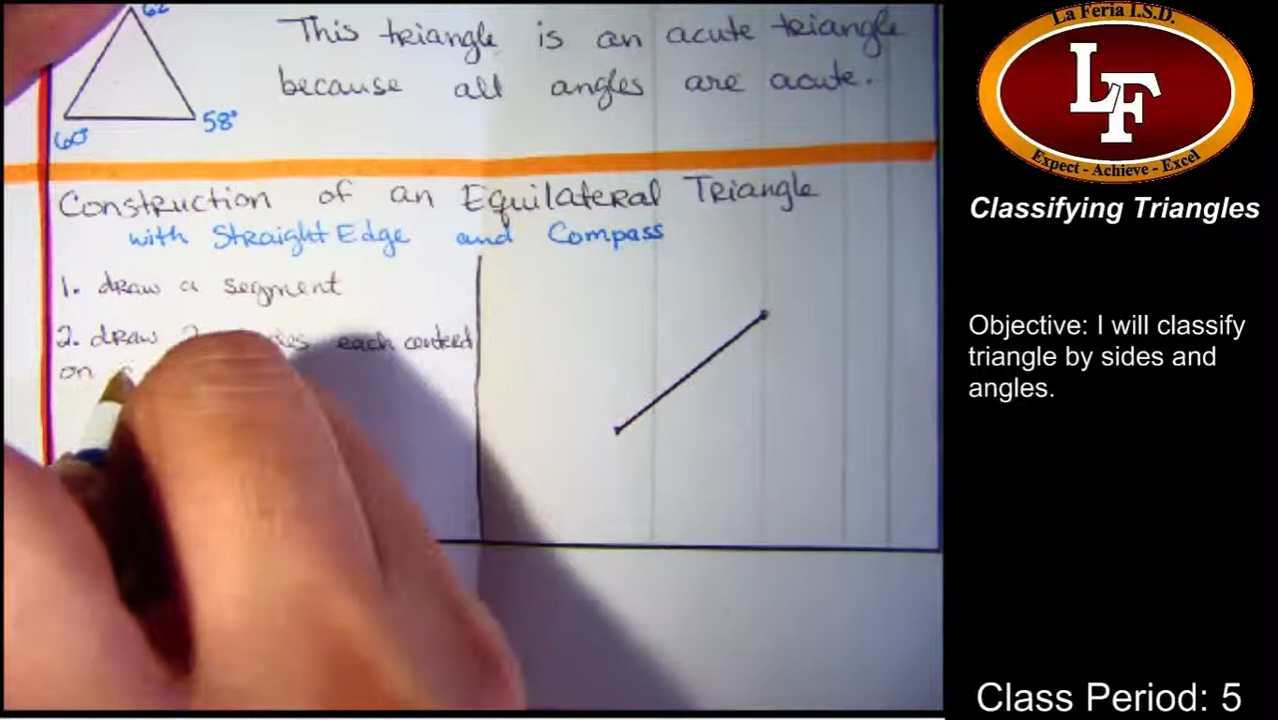 62°
This triangle is an acute triangle
because all angles are acute.
60°
58°
Construction of an Equilateral Triangle
with Straight Edge and Compass
1. draw a segment
2. draw each
on
La Feria I.S.D.
LF
Expect - Achieve - Excel
Classifying Triangles
Objective: I will classify
triangle by sides and
angles.
Class Period: 5